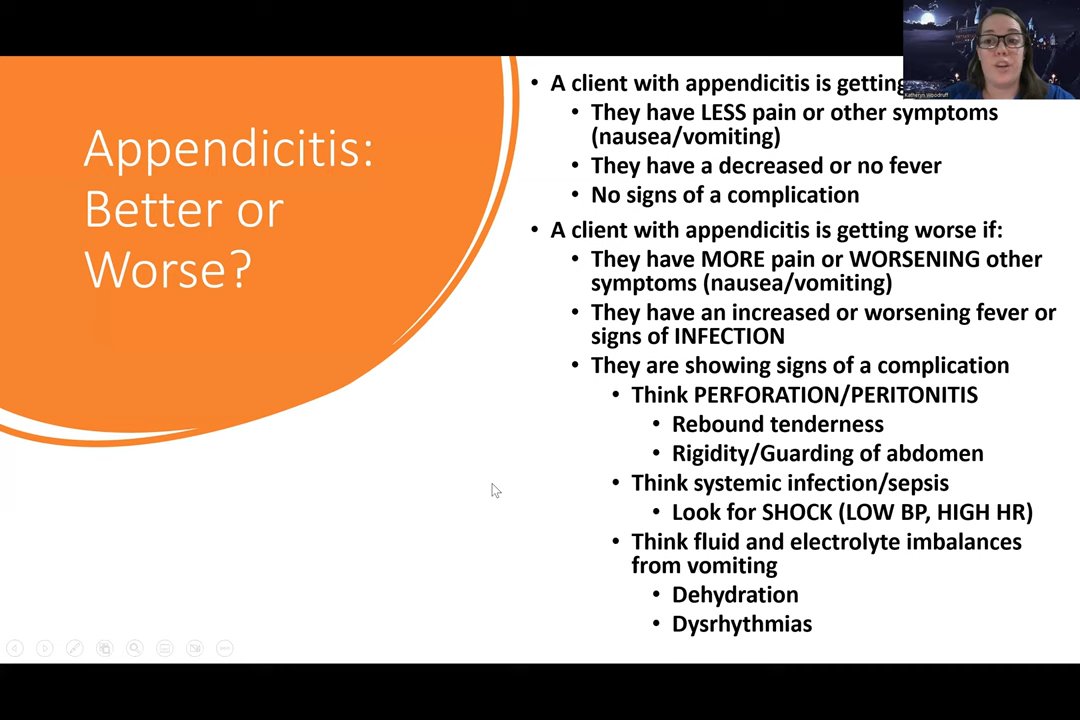 Appendicitis:
Better or
Worse?
• A client with appendicitis is getting
• They have LESS pain or other symptoms
(nausea/vomiting)
• They have a decreased or no fever
• No signs of a complication
• A client with appendicitis is getting worse if:
• They have MORE pain or WORSENING other
symptoms (nausea/vomiting)
• They have an increased or worsening fever or
signs of INFECTION
• They are showing signs of a complication
• Think PERFORATION/PERITONITIS
• Rebound tenderness
• Rigidity/Guarding of abdomen
• Think systemic infection/sepsis
• Look for SHOCK (LOW BP, HIGH HR)
• Think fluid and electrolyte imbalances
from vomiting
• Dehydration
• Dysrhythmias
Katheryn Woodruff